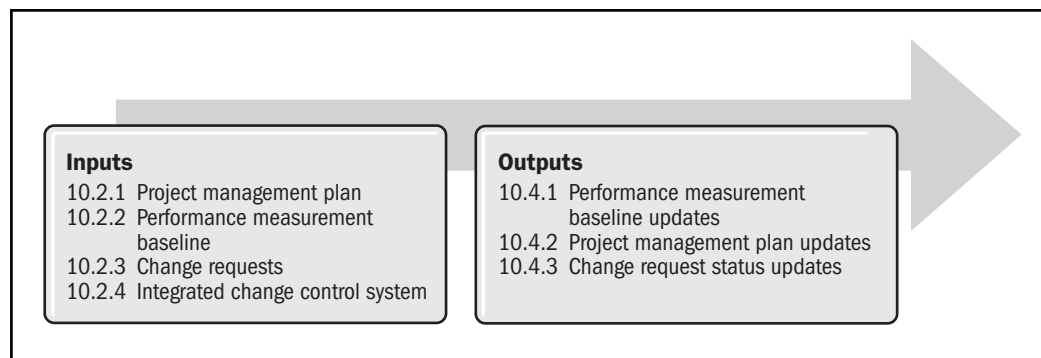 Inputs
10.2.1 Project management plan
10.2.2 Performance measurement
baseline
10.2.3 Change requests
10.2.4 Integrated change control system
Outputs
10.4.1 Performance measurement
baseline updates
10.4.2 Project management plan updates
10.4.3 Change request status updates